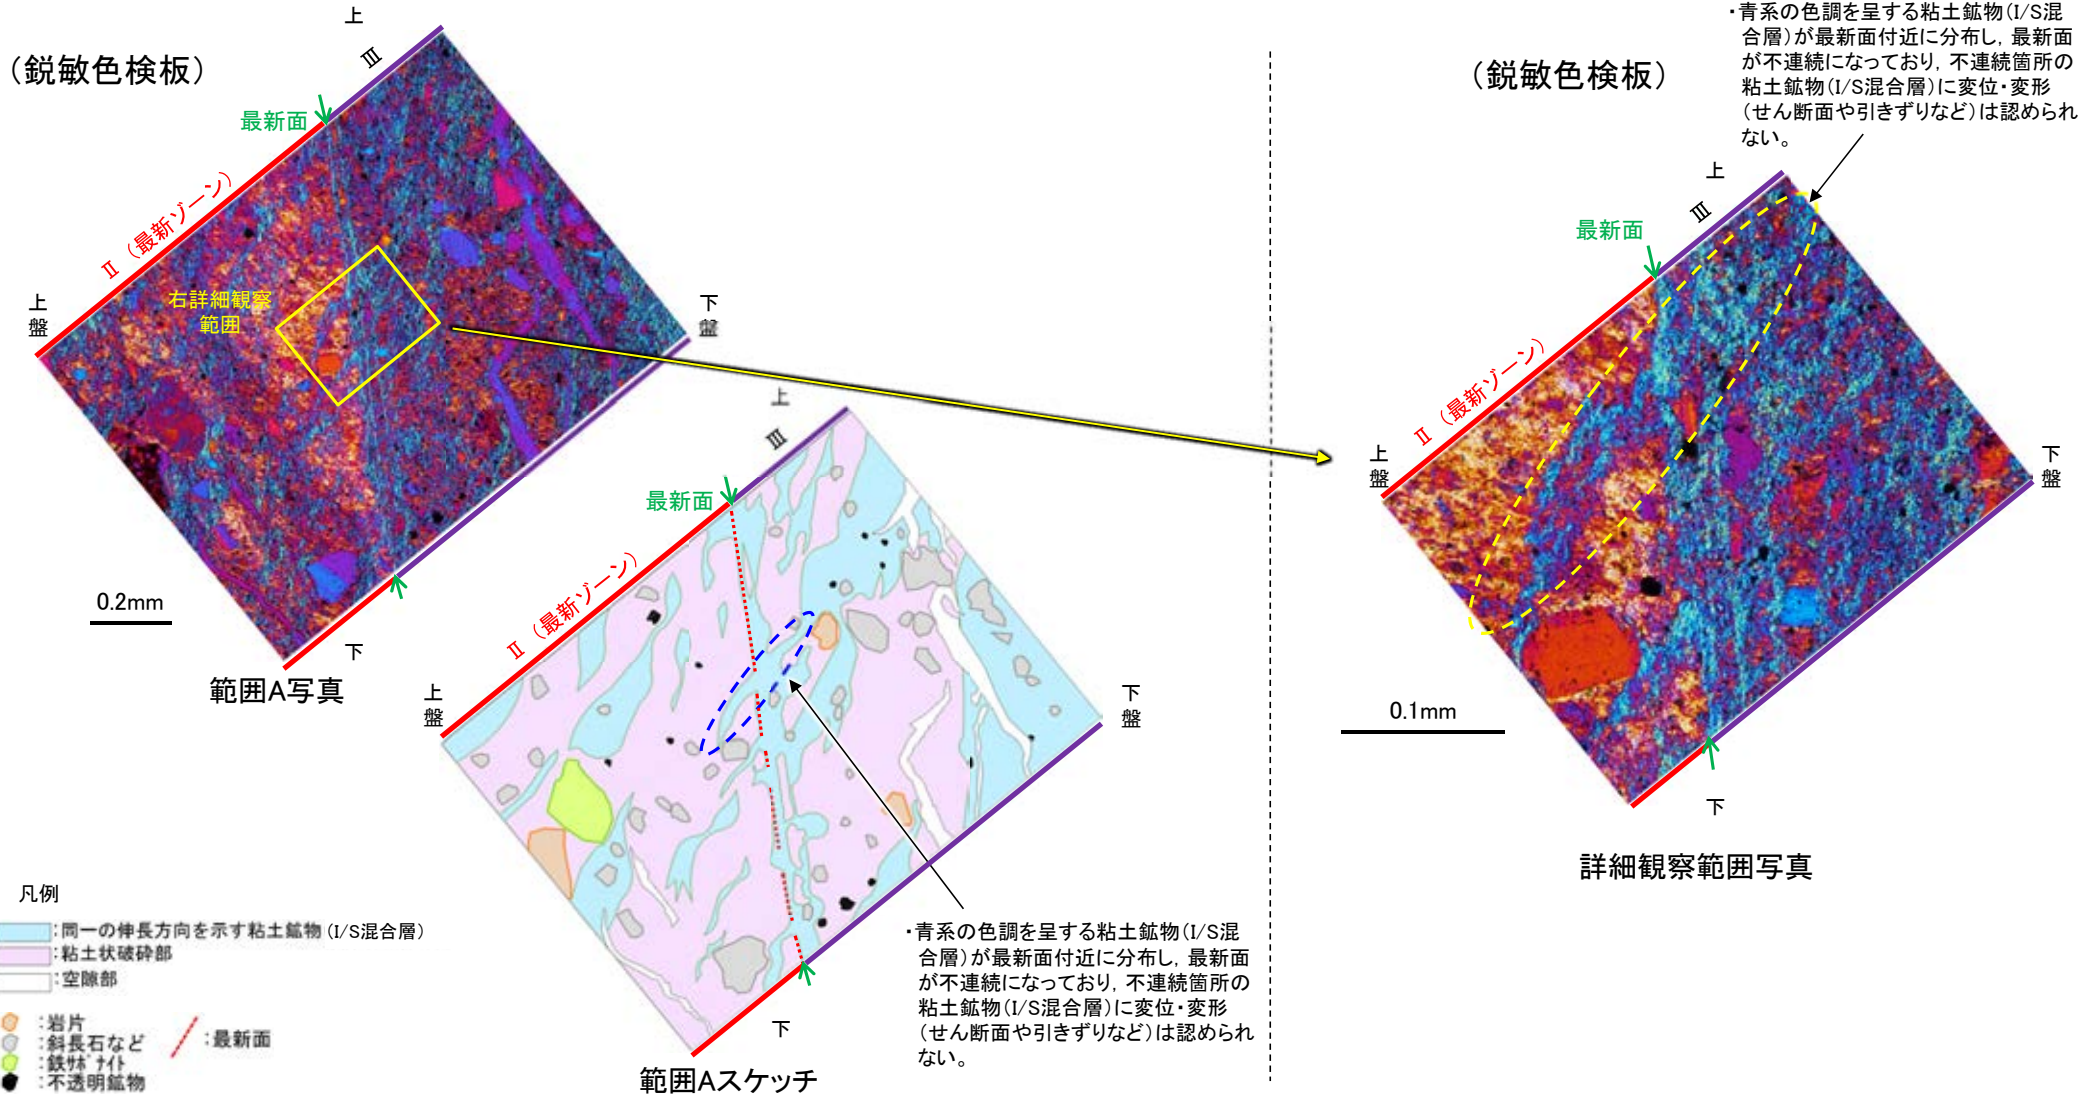 (鋭敏色検板)
上
Ⅲ
最新面
Ⅱ(最新ゾーン)
上
盤
右詳細観察
範囲
下
盤
0.2mm
下
範囲A写真
上
Ⅲ
最新面
Ⅱ(最新ゾーン)
上
盤
下
盤
下
範囲Aスケッチ
・青系の色調を呈する粘土鉱物(I/S混
合層)が最新面付近に分布し, 最新面
が不連続になっており, 不連続箇所の
粘土鉱物(I/S混合層)に変位・変形
(せん断面や引きずりなど)は認められ
ない。
凡例
:同一の伸長方向を示す粘土鉱物(I/S混合層)
:粘土状破砕部
:空隙部
:岩片
:斜長石など
:鉄サポナイト
:不透明鉱物
:最新面
(鋭敏色検板)
・青系の色調を呈する粘土鉱物(I/S混
合層)が最新面付近に分布し, 最新面
が不連続になっており, 不連続箇所の
粘土鉱物(I/S混合層)に変位・変形
(せん断面や引きずりなど)は認められ
ない。
上
Ⅲ
最新面
Ⅱ(最新ゾーン)
上
盤
下
盤
0.1mm
下
詳細観察範囲写真